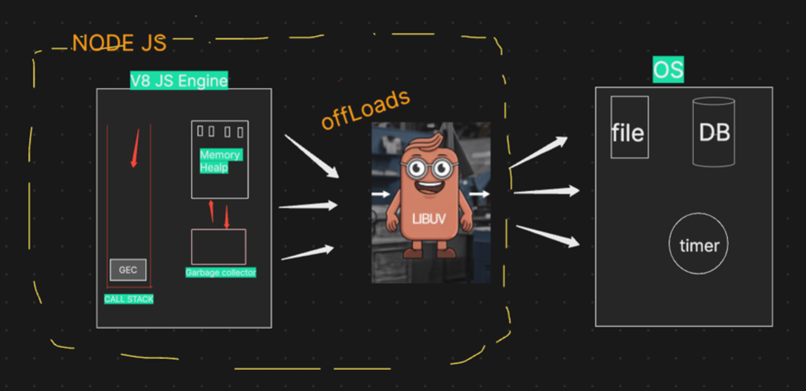 NODE JS
V8 JS Engine
Memory
Healp
GEC
CALL STACK
Garbage collector
offLoads
LIBUV
OS
file
DB
timer